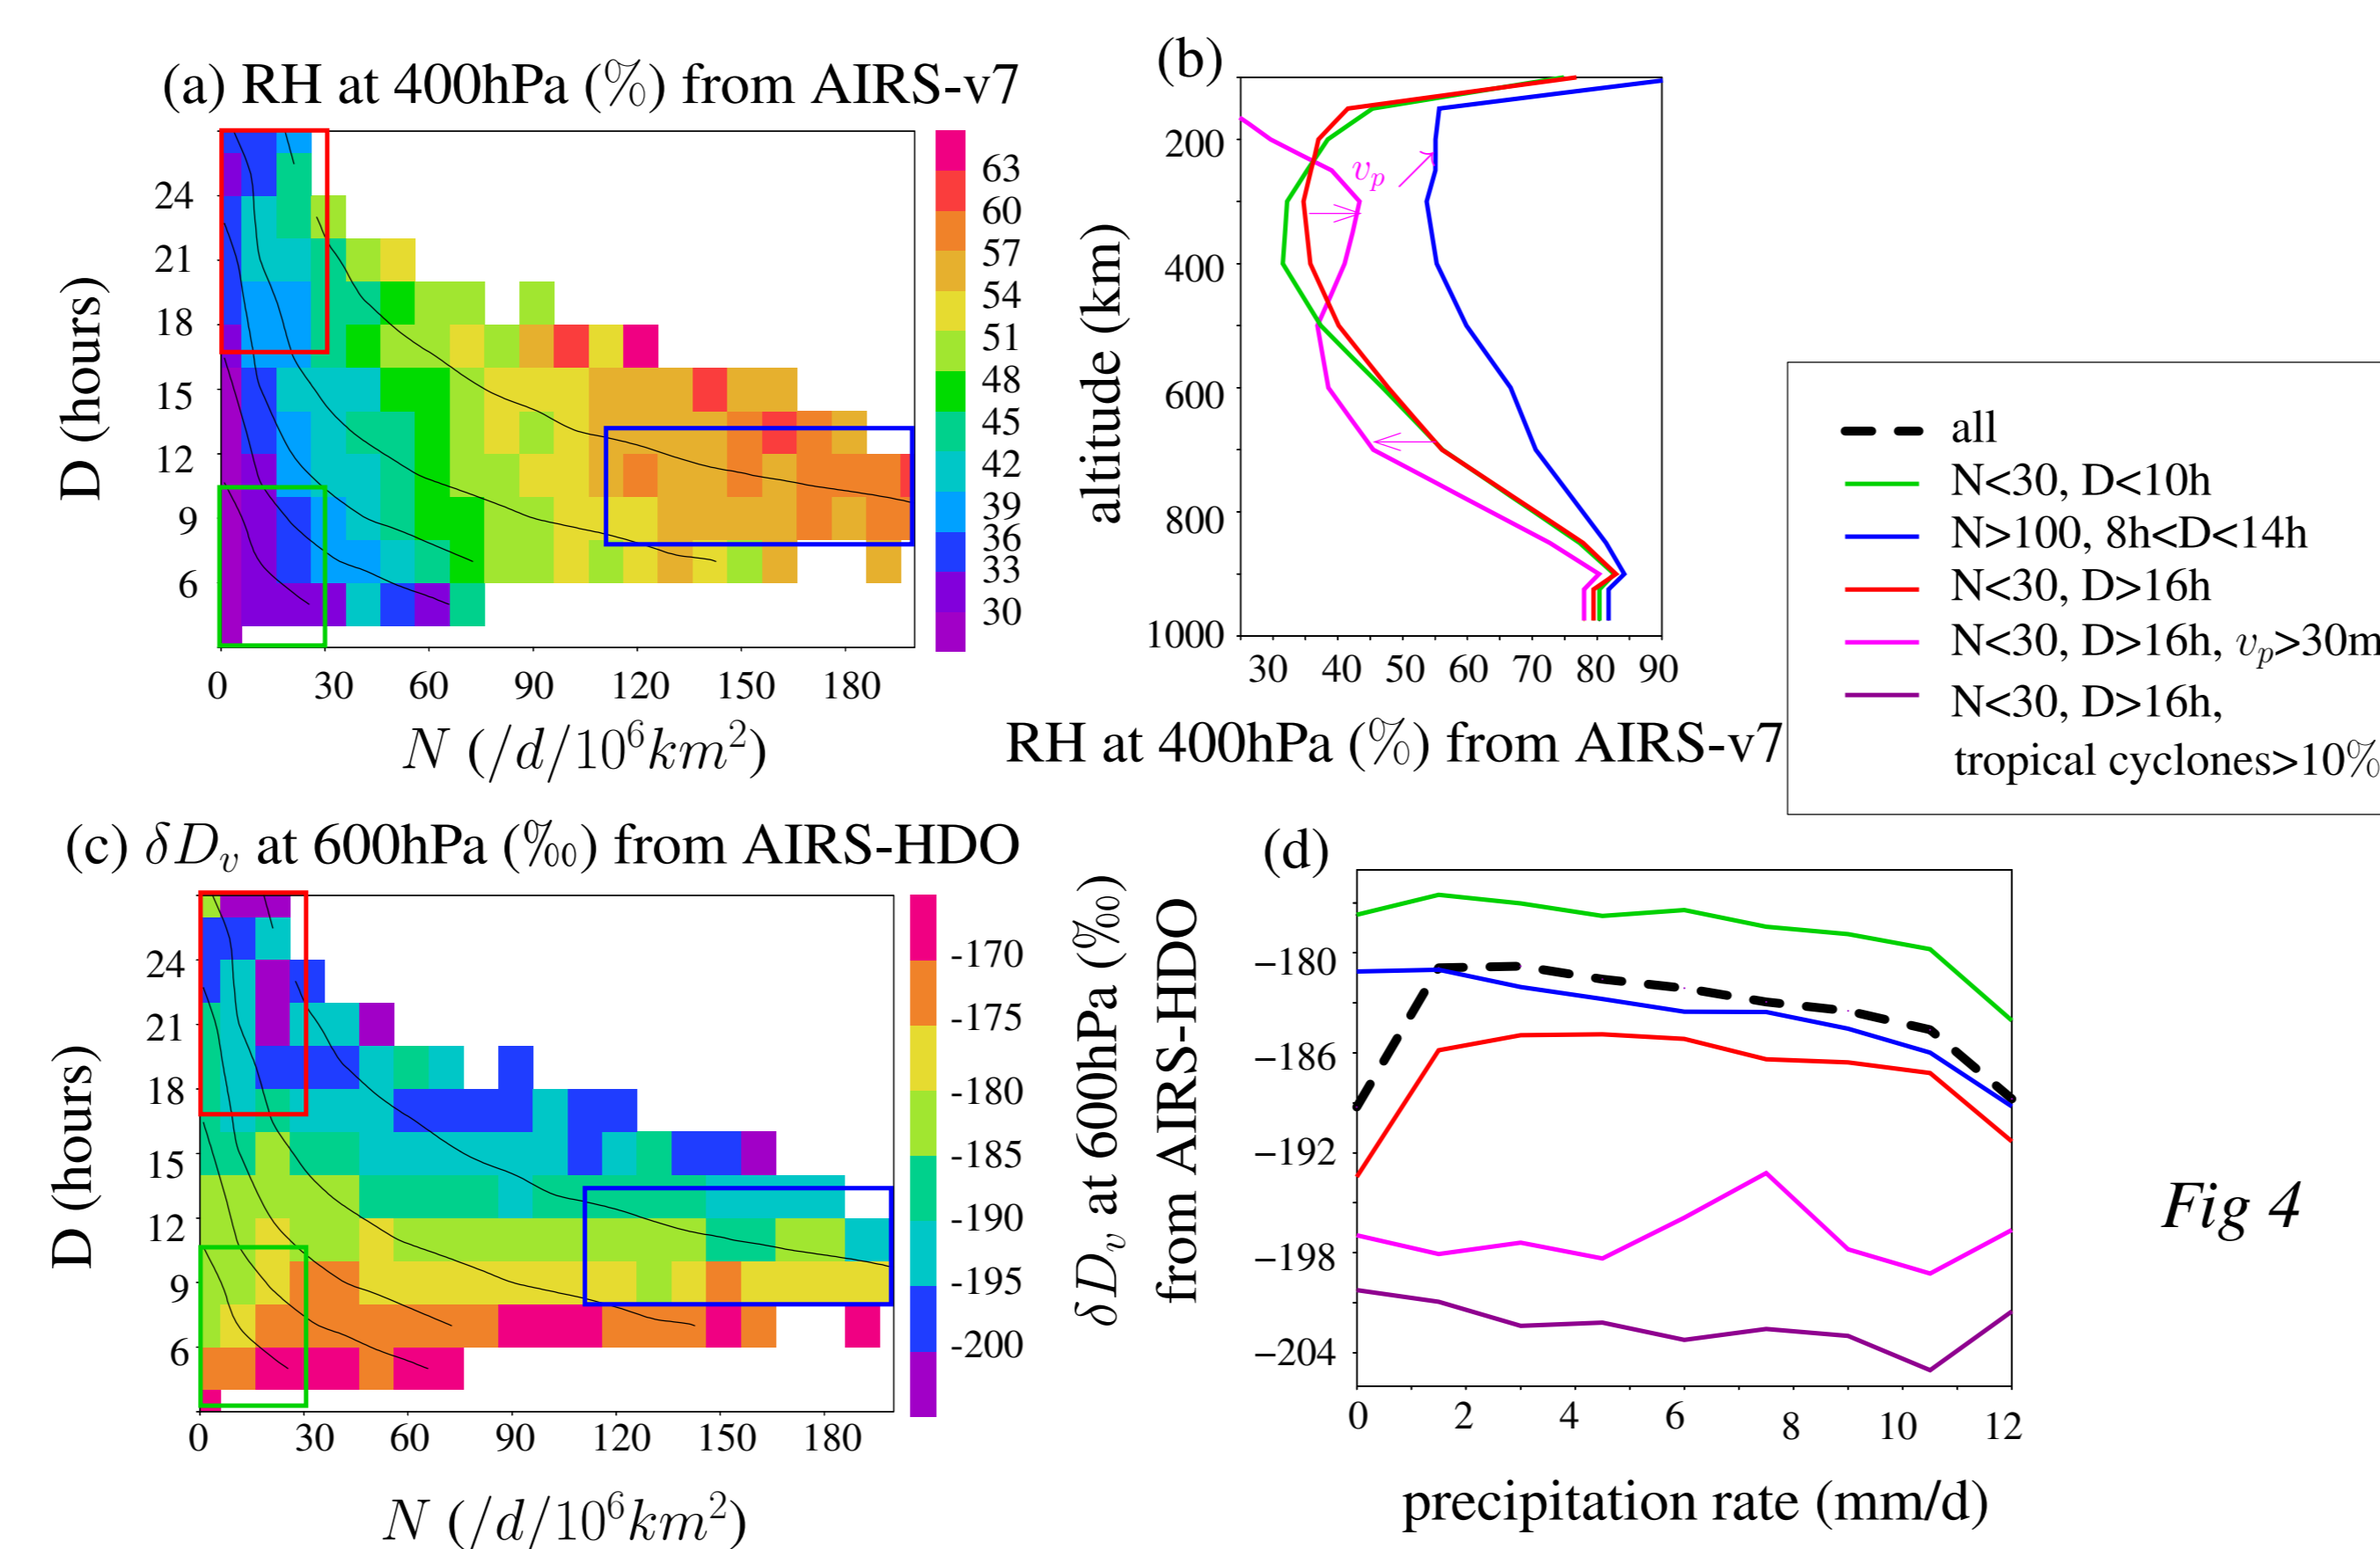 (a) RH at 400hPa (%) from AIRS-v7
24
21
18
15
12
9
6
D (hours)
0 30 60 90 120 150 180
N (/d/10⁶km²)
63
60
57
54
51
48
45
42
39
36
33
30
(b)
200
400
600
800
1000
altitude (km)
v_p
30 40 50 60 70 80 90
RH at 400hPa (%) from AIRS-v7
all
N<30, D<10h
N>100, 8h<D<14h
N<30, D>16h
N<30, D>16h, v_p>30m
N<30, D>16h,
tropical cyclones>10%
(c) δD_v at 600hPa (‰) from AIRS-HDO
24
21
18
15
12
9
6
D (hours)
0 30 60 90 120 150 180
N (/d/10⁶km²)
-170
-175
-180
-185
-190
-195
-200
(d)
δD_v at 600hPa (‰)
from AIRS-HDO
−180
−186
−192
−198
−204
0 2 4 6 8 10 12
precipitation rate (mm/d)
Fig 4